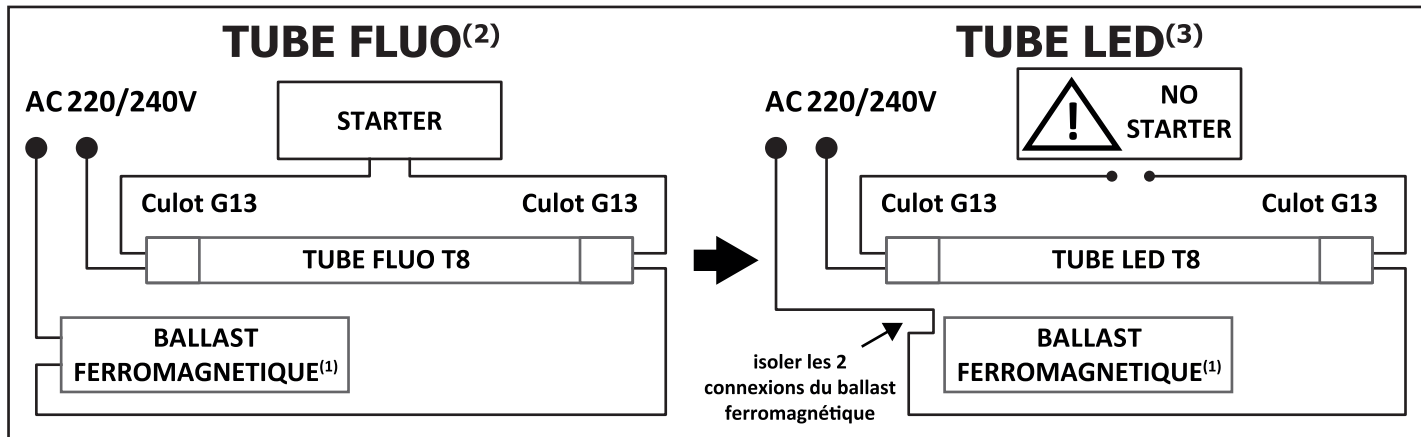 TUBE FLUO(2)
AC 220/240V
STARTER
Culot G13
Culot G13
TUBE FLUO T8
BALLAST
FERROMAGNETIQUE(1)
TUBE LED(3)
AC 220/240V
!
NO
STARTER
Culot G13
Culot G13
TUBE LED T8
isoler les 2
connexions du ballast
ferromagnétique
BALLAST
FERROMAGNETIQUE(1)